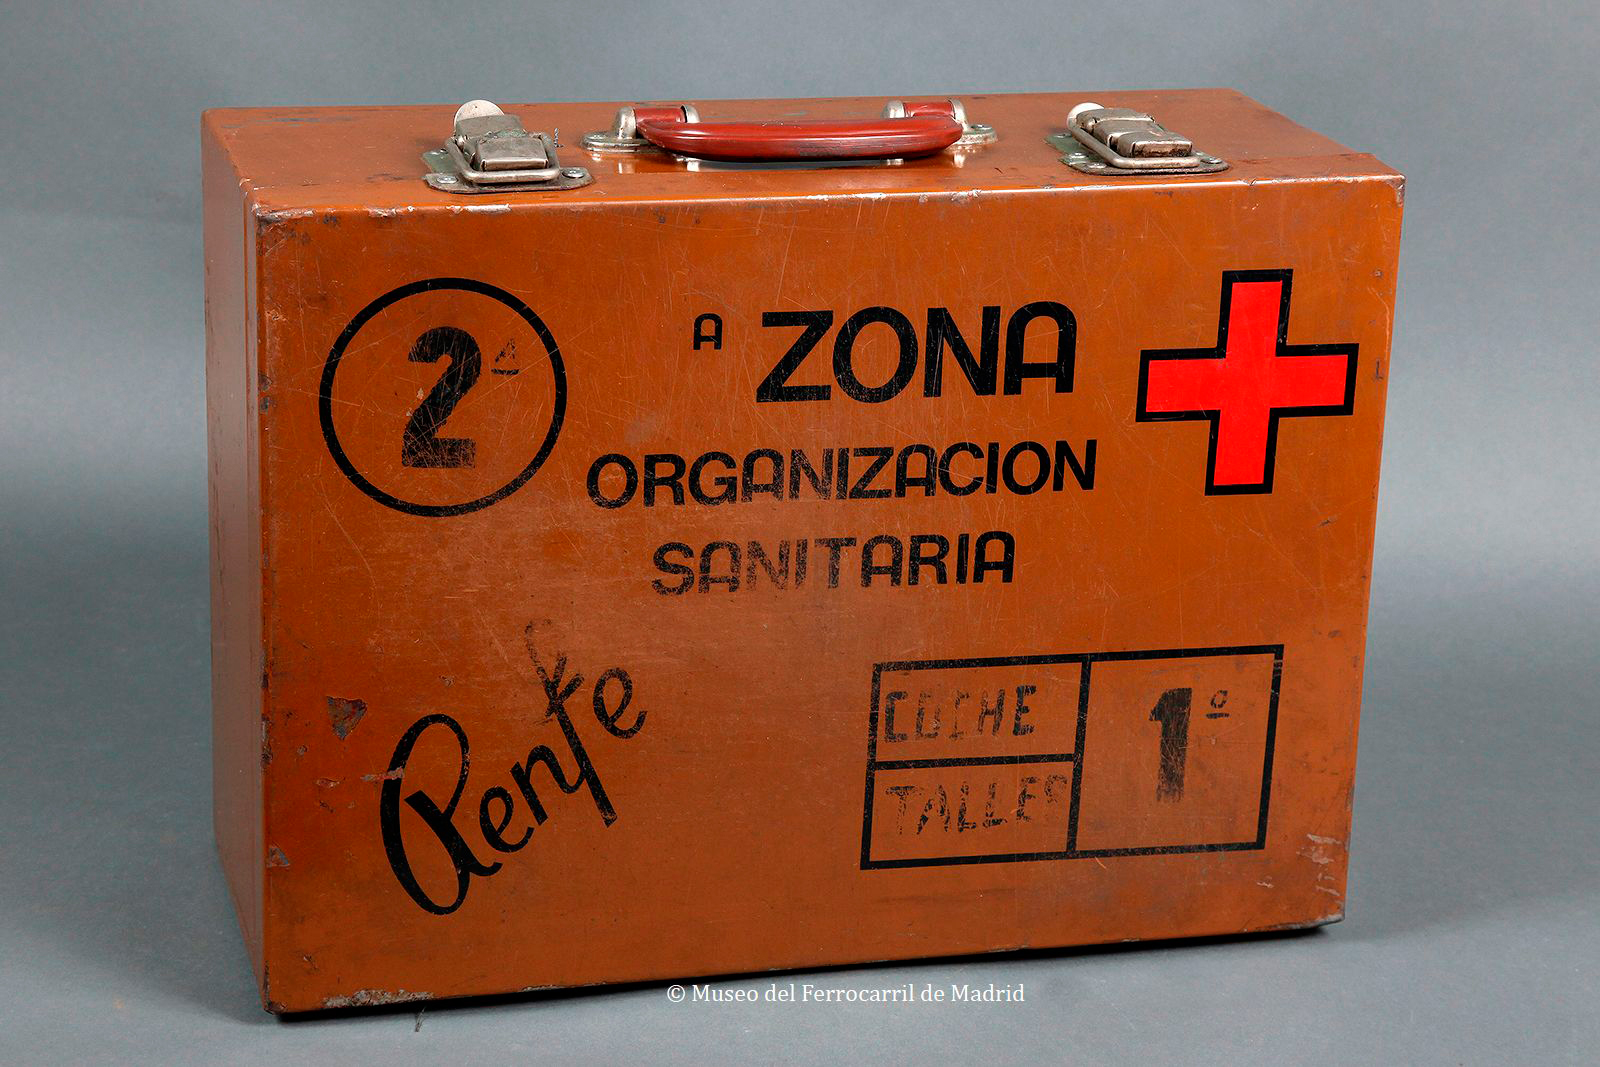 2ª
A ZONA
ORGANIZACION
SANITARIA
Renfe
COCHE
TALLER
1º
© Museo del Ferrocarril de Madrid